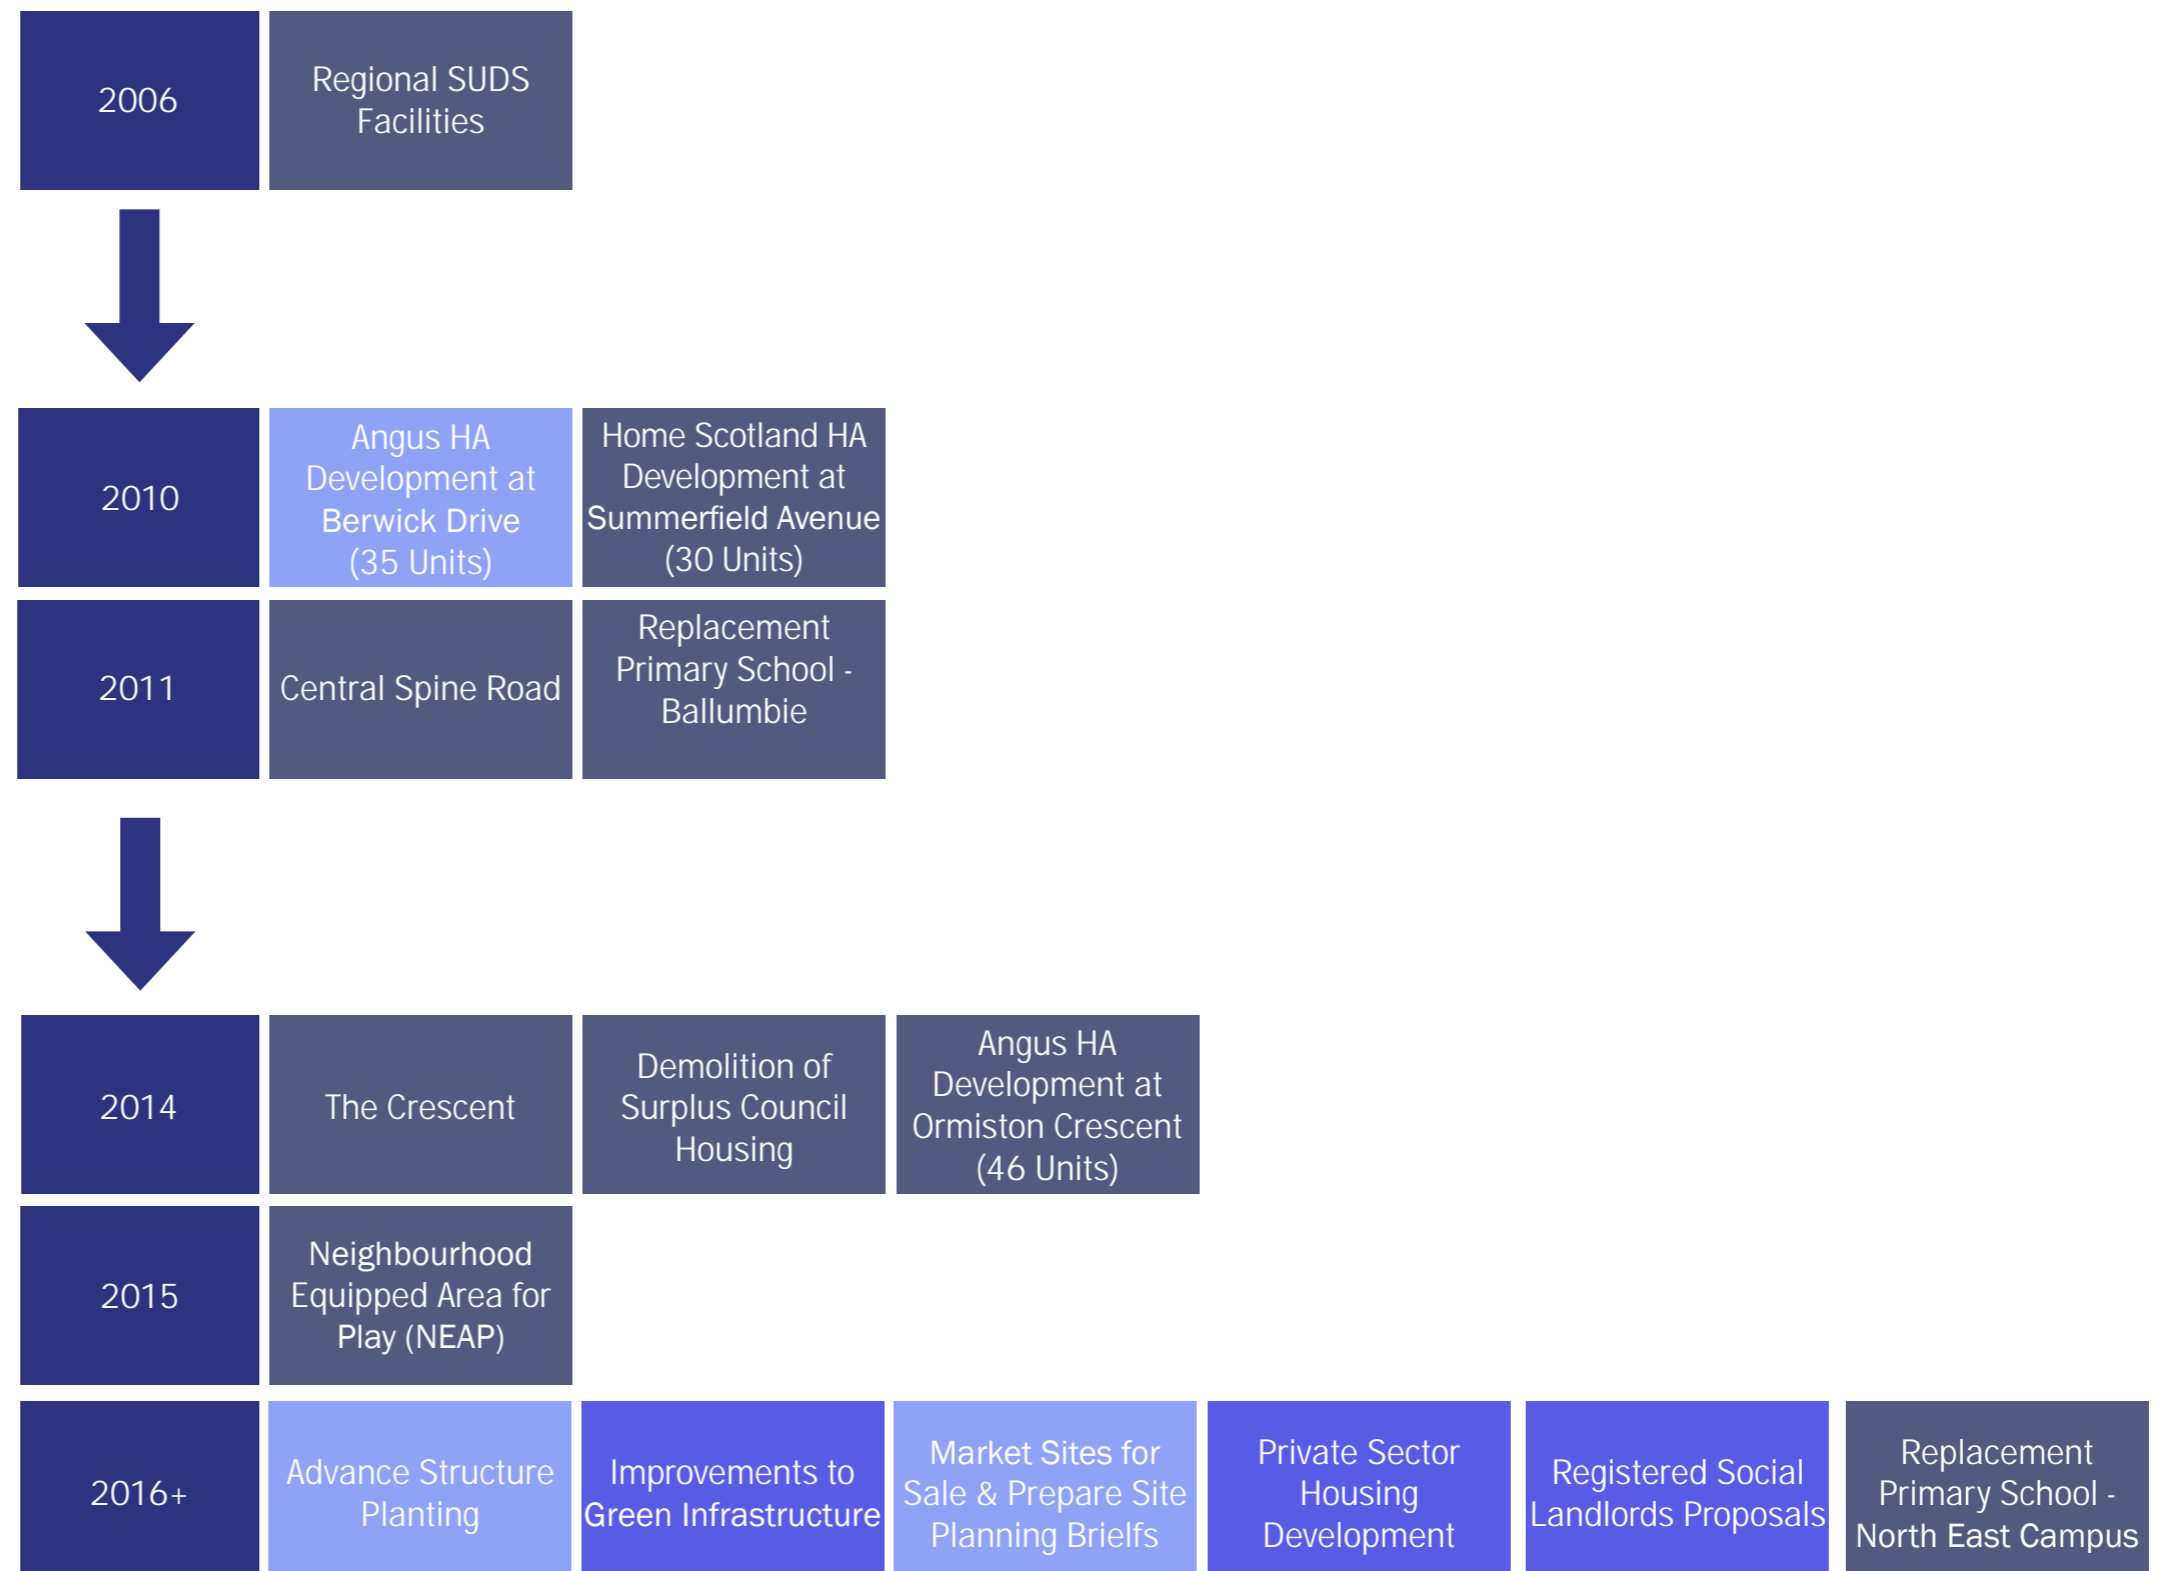 2006
Regional SUDS
Facilities
2010
Angus HA
Development at
Berwick Drive
(35 Units)
Home Scotland HA
Development at
Summerfield Avenue
(30 Units)
2011
Central Spine Road
Replacement
Primary School -
Ballumbie
2014
The Crescent
Demolition of
Surplus Council
Housing
Angus HA
Development at
Ormiston Crescent
(46 Units)
2015
Neighbourhood
Equipped Area for
Play (NEAP)
2016+
Advance Structure
Planting
Improvements to
Green Infrastructure
Market Sites for
Sale & Prepare Site
Planning Brielfs
Private Sector
Housing
Development
Registered Social
Landlords Proposals
Replacement
Primary School -
North East Campus